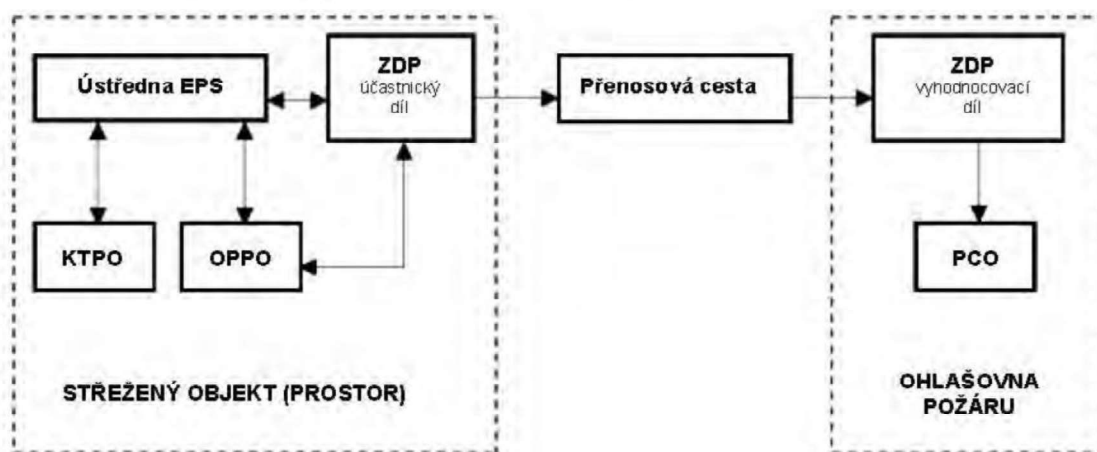 Ústředna EPS
ZDP
účastnický
díl
Přenosová cesta
ZDP
vyhodnocovací
díl
KTPO
OPPO
PCO
STŘEŽENÝ OBJEKT (PROSTOR)
OHLAŠOVNA
POŽÁRU